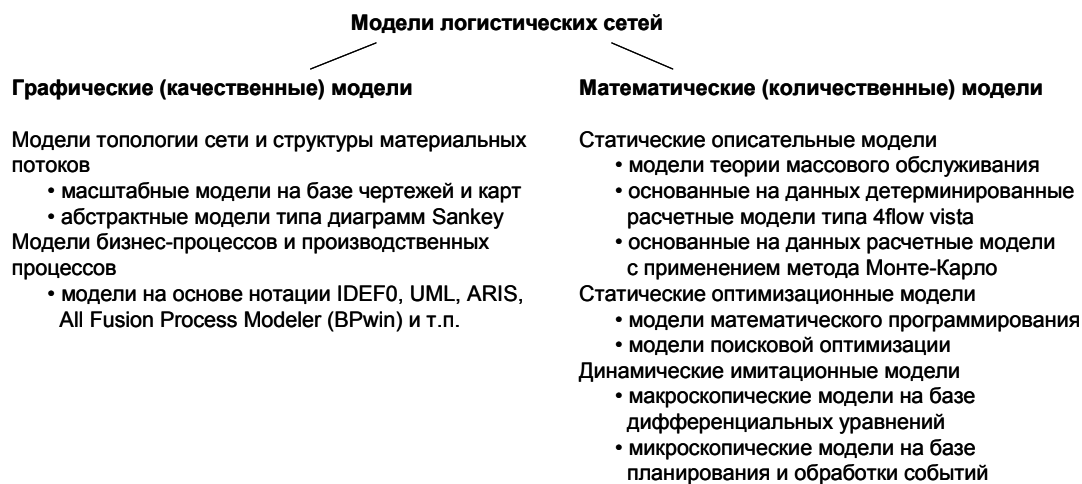 Модели логистических сетей
Графические (качественные) модели
Модели топологии сети и структуры материальных
потоков
• масштабные модели на базе чертежей и карт
• абстрактные модели типа диаграмм Sankey
Модели бизнес-процессов и производственных
процессов
• модели на основе нотации IDEF0, UML, ARIS,
All Fusion Process Modeler (BPwin) и т.п.
Математические (количественные) модели
Статические описательные модели
• модели теории массового обслуживания
• основанные на данных детерминированные
расчетные модели типа 4flow vista
• основанные на данных расчетные модели
с применением метода Монте-Карло
Статические оптимизационные модели
• модели математического программирования
• модели поисковой оптимизации
Динамические имитационные модели
• макроскопические модели на базе
дифференциальных уравнений
• микроскопические модели на базе
планирования и обработки событий